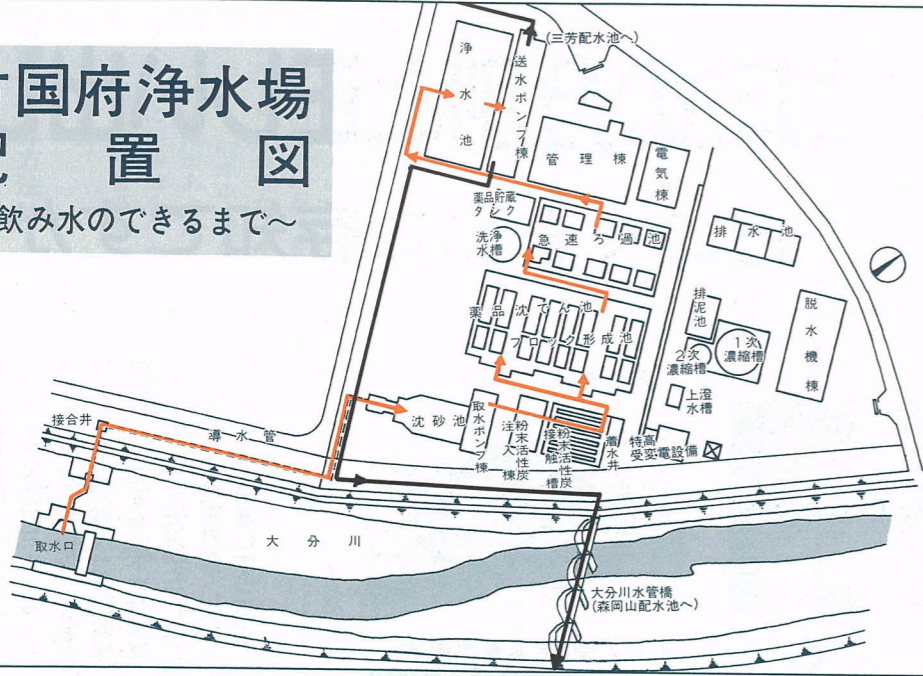 国府浄水場
置図
飲み水のできるまで～
(三芳配水池へ)
浄水池
送水ポンプ棟
管理棟
電気棟
薬品貯蔵
タンク
洗浄
水槽
急速ろ過池
排水池
薬品沈でん池
フロック形成池
排泥池
2次
濃縮槽
1次
濃縮槽
脱水機棟
上澄
水槽
接合井
導水管
沈砂池
取水ポンプ棟
粉末活性炭
注入棟
粉末活性炭
接触槽
着水井
特高
受変電設備
取水口
大分川
大分川水管橋
(森岡山配水池へ)